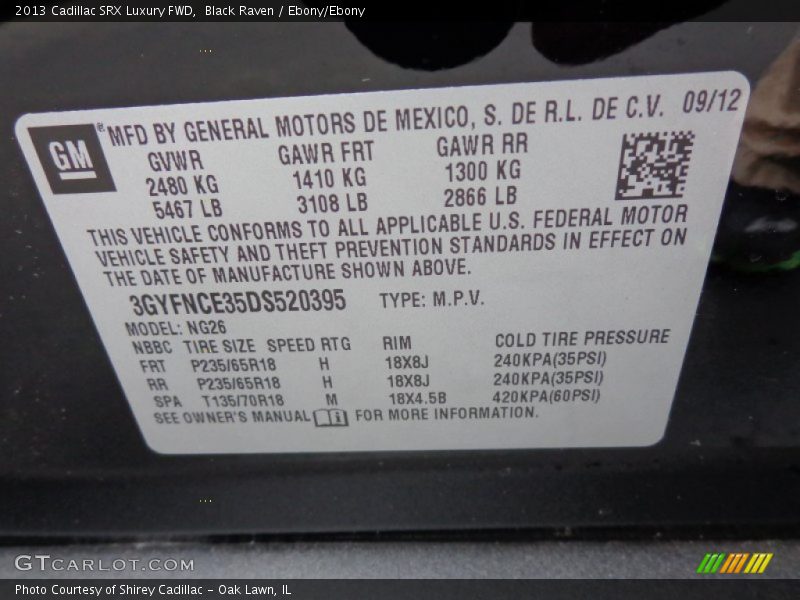 2013 Cadillac SRX Luxury FWD, Black Raven / Ebony/Ebony
GM
® MFD BY GENERAL MOTORS DE MEXICO, S. DE R.L. DE C.V. 09/12
GVWR GAWR FRT GAWR RR
2480 KG 1410 KG 1300 KG
5467 LB 3108 LB 2866 LB
THIS VEHICLE CONFORMS TO ALL APPLICABLE U.S. FEDERAL MOTOR
VEHICLE SAFETY AND THEFT PREVENTION STANDARDS IN EFFECT ON
THE DATE OF MANUFACTURE SHOWN ABOVE.
3GYFNCE35DS520395 TYPE: M.P.V.
MODEL: NG26
NBBC TIRE SIZE SPEED RTG RIM COLD TIRE PRESSURE
FRT P235/65R18 H 18X8J 240KPA(35PSI)
RR P235/65R18 H 18X8J 240KPA(35PSI)
SPA T135/70R18 M 18X4.5B 420KPA(60PSI)
SEE OWNER'S MANUAL FOR MORE INFORMATION.
GTCARLOT.COM
Photo Courtesy of Shirey Cadillac - Oak Lawn, IL